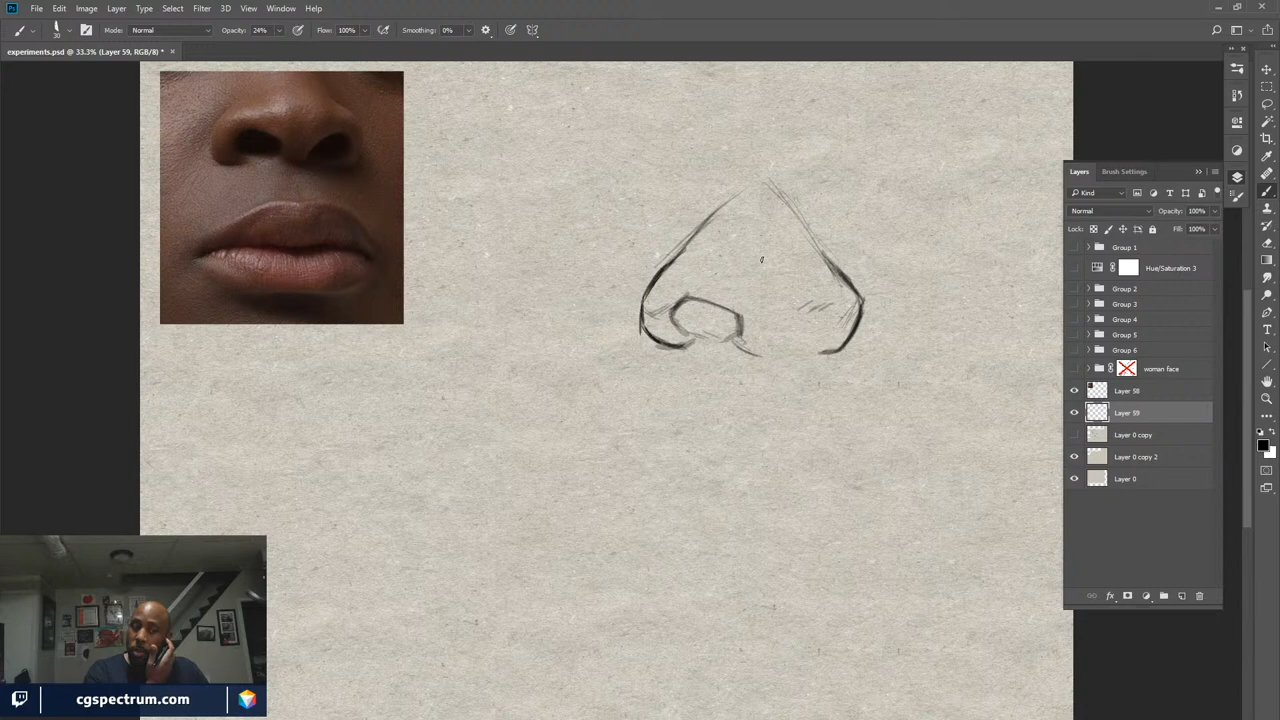 Ps File Edit Image Layer Type Select Filter 3D View Window Help
30 Mode: Normal Opacity: 24% Flow: 100% Smoothing: 0%
experiments.psd @ 33.3% (Layer 59, RGB/8) *
Layers Brush Settings
Kind
Normal Opacity: 100%
Lock: Fill: 100%
Group 1
Hue/Saturation 3
Group 2
Group 3
Group 4
Group 5
Group 6
woman face
Layer 58
Layer 59
Layer 0 copy
Layer 0 copy 2
Layer 0
fx
cgspectrum.com